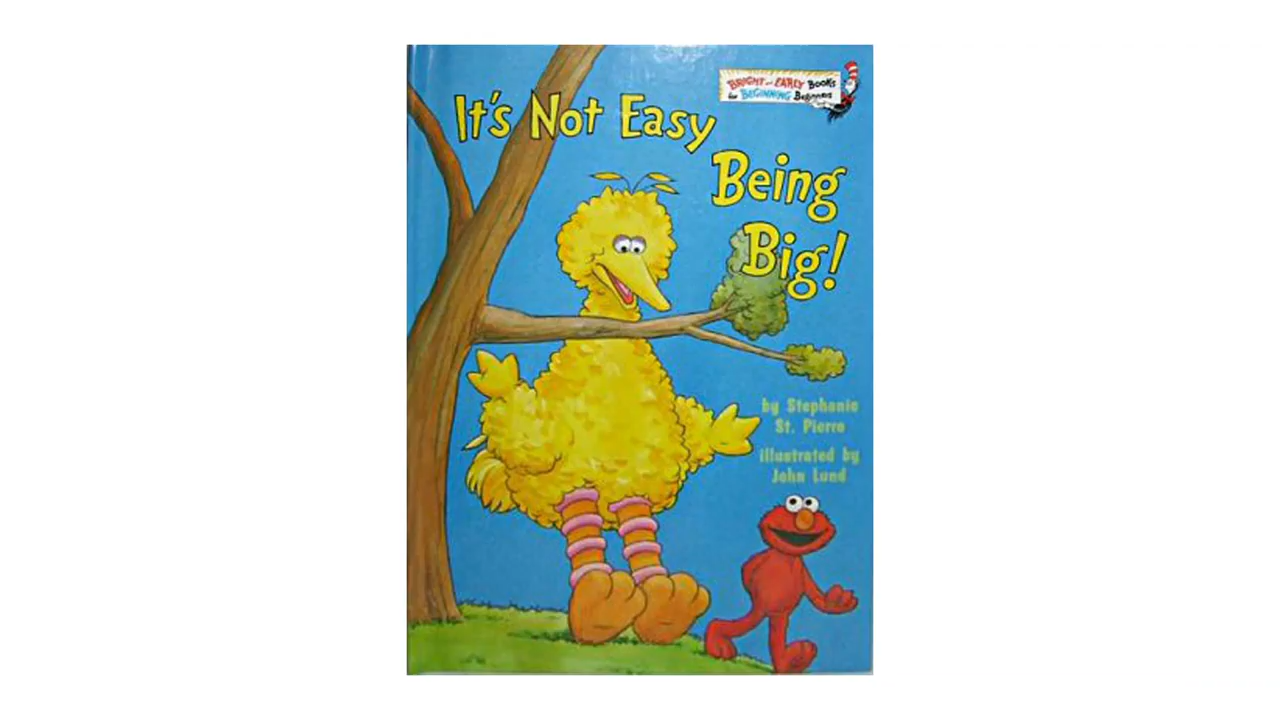 BRIGHT and EARLY BOOKS
for BEGINNING Beginners
It's Not Easy
Being
Big!
by Stephanie
St. Pierre
illustrated by
John Lund